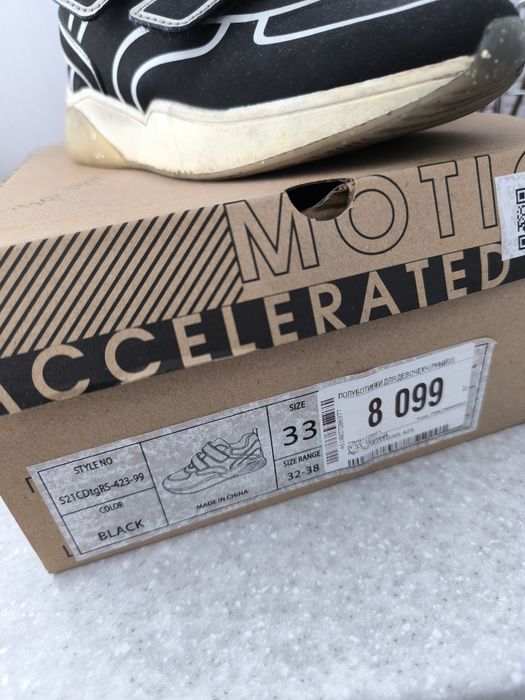 MOTI
ACCELERATED
STYLE NO
S21CDtgRS-423-99
COLOR
BLACK
MADE IN CHINA
SIZE
33
SIZE RANGE
32-38
ПОЛУБОТИНКИ ДЛЯ ДЕВОЧЕК
8 099